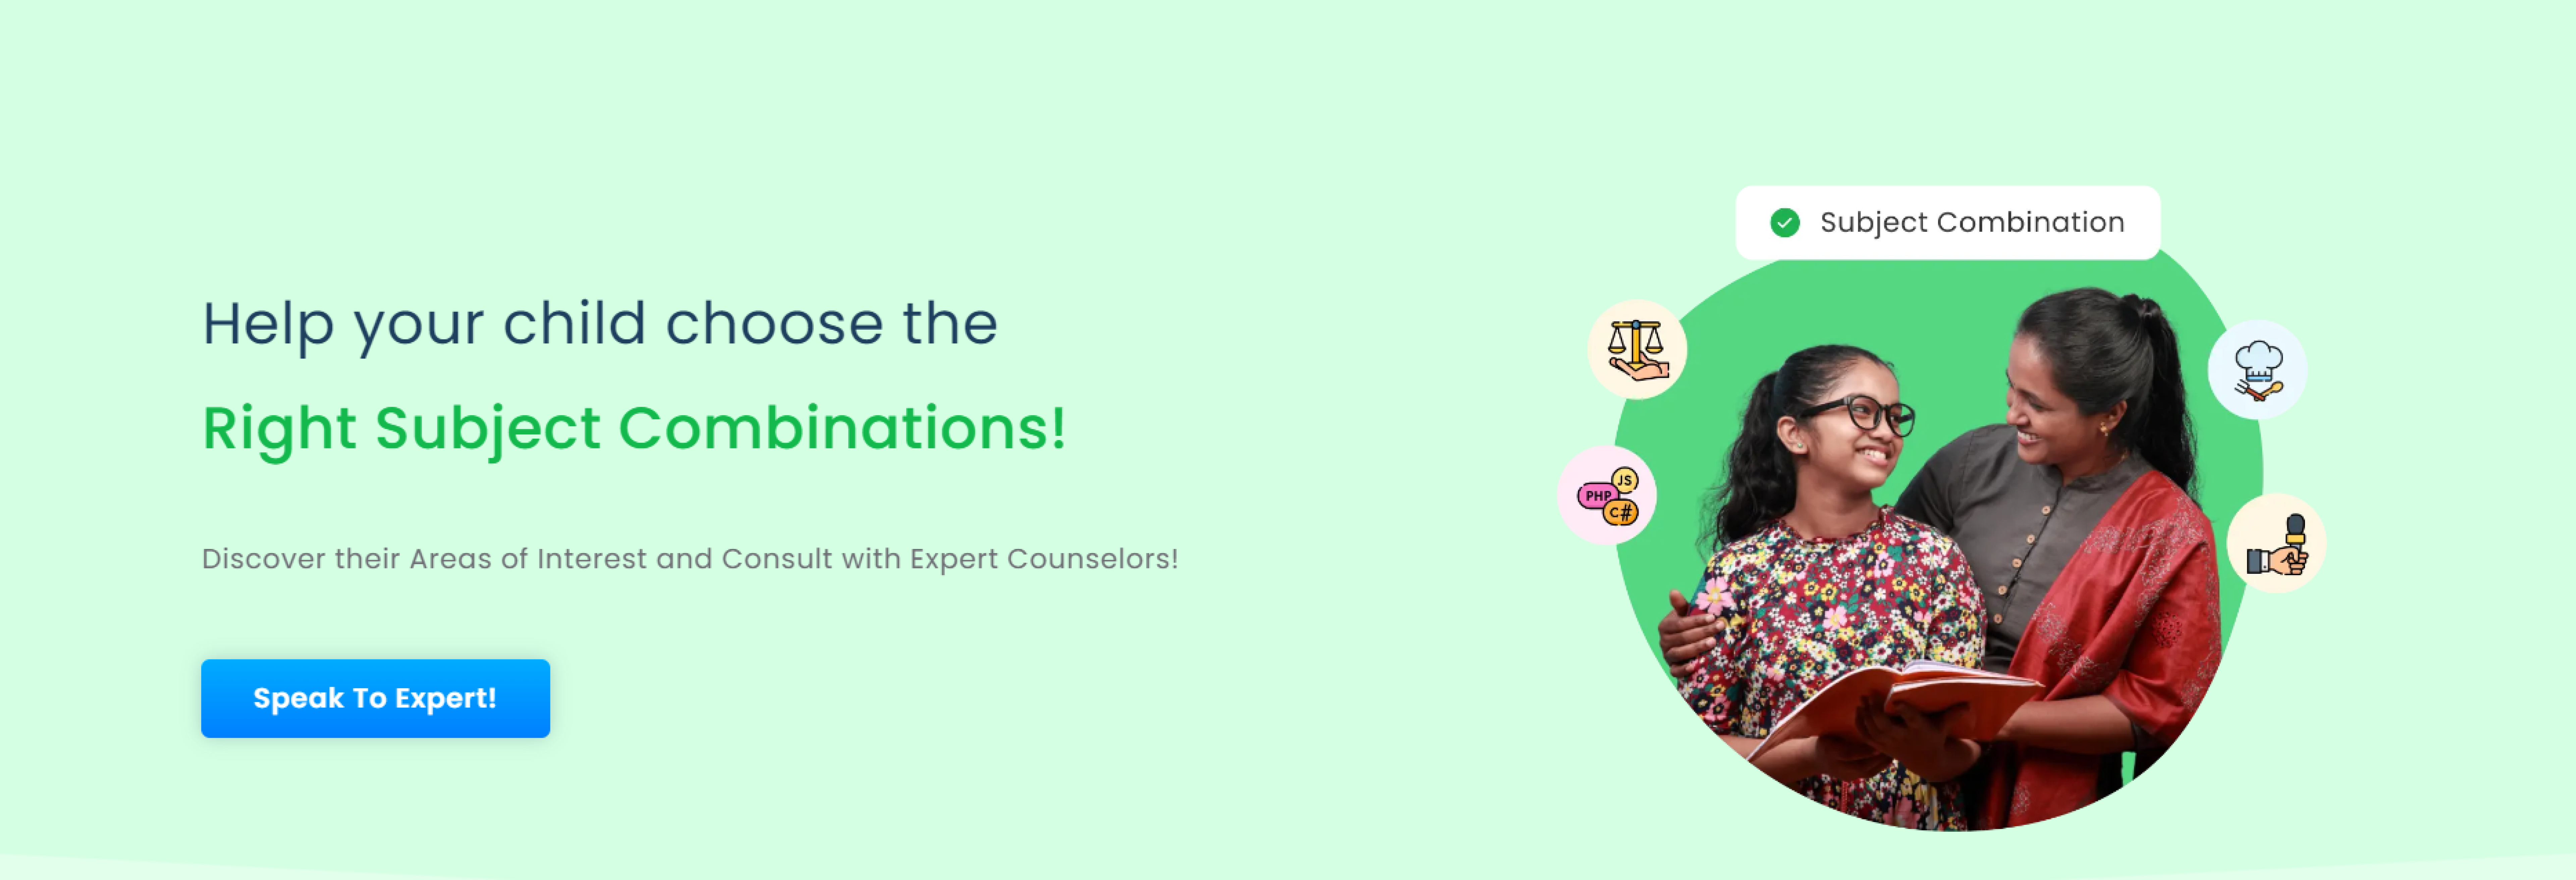 Help your child choose the
Right Subject Combinations!
Discover their Areas of Interest and Consult with Expert Counselors!
Speak To Expert!
Subject Combination
JS
PHP
C#